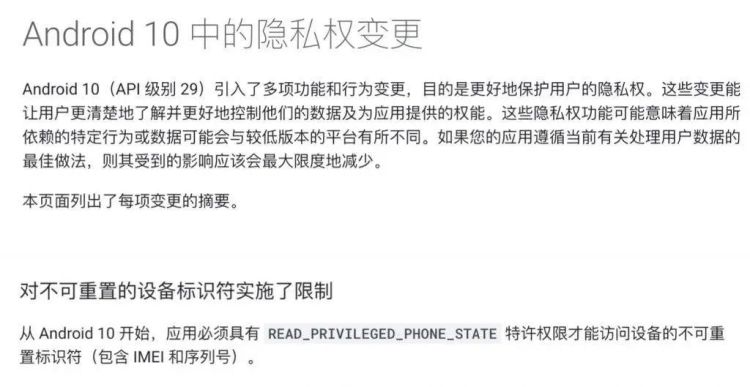 Android 10 中的隐私权变更
Android 10（API 级别 29）引入了多项功能和行为变更，目的是更好地保护用户的隐私权。这些变更能
让用户更清楚地了解并更好地控制他们的数据及为应用提供的权能。这些隐私权功能可能意味着应用所
依赖的特定行为或数据可能会与较低版本的平台有所不同。如果您的应用遵循当前有关处理用户数据的
最佳做法，则其受到的影响应该会最大限度地减少。
本页面列出了每项变更的摘要。
对不可重置的设备标识符实施了限制
从 Android 10 开始，应用必须具有 READ_PRIVILEGED_PHONE_STATE 特许权限才能访问设备的不可重
置标识符（包含 IMEI 和序列号）。